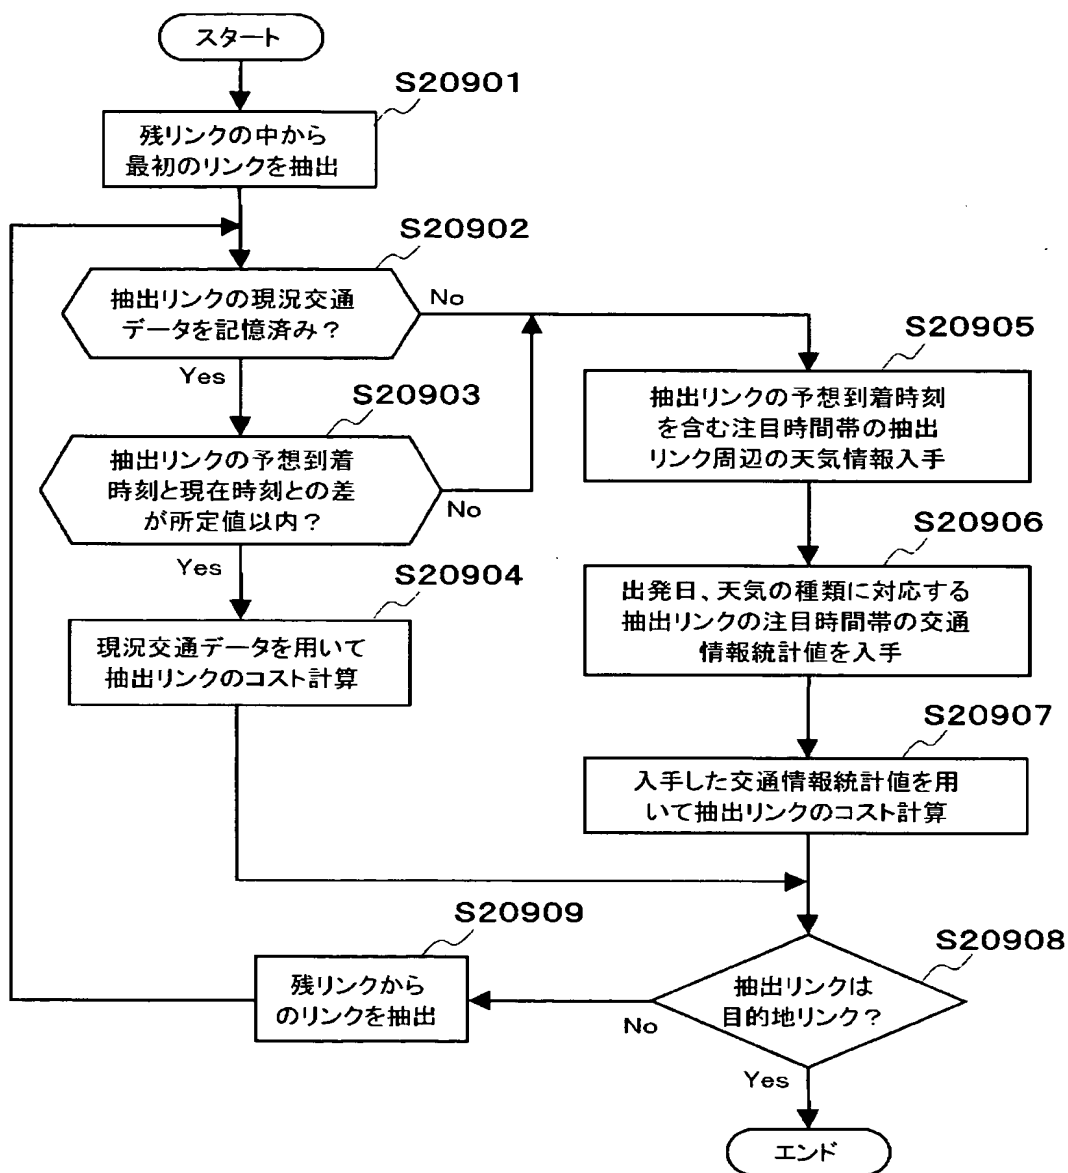 スタート
S20901
残リンクの中から
最初のリンクを抽出
S20902
抽出リンクの現況交通
データを記憶済み？
No
Yes
S20903
抽出リンクの予想到着
時刻と現在時刻との差
が所定値以内？
No
Yes
S20904
現況交通データを用いて
抽出リンクのコスト計算
S20905
抽出リンクの予想到着時刻
を含む注目時間帯の抽出
リンク周辺の天気情報入手
S20906
出発日、天気の種類に対応する
抽出リンクの注目時間帯の交通
情報統計値を入手
S20907
入手した交通情報統計値を用
いて抽出リンクのコスト計算
S20908
抽出リンクは
目的地リンク？
No
Yes
S20909
残リンクから
のリンクを抽出
エンド